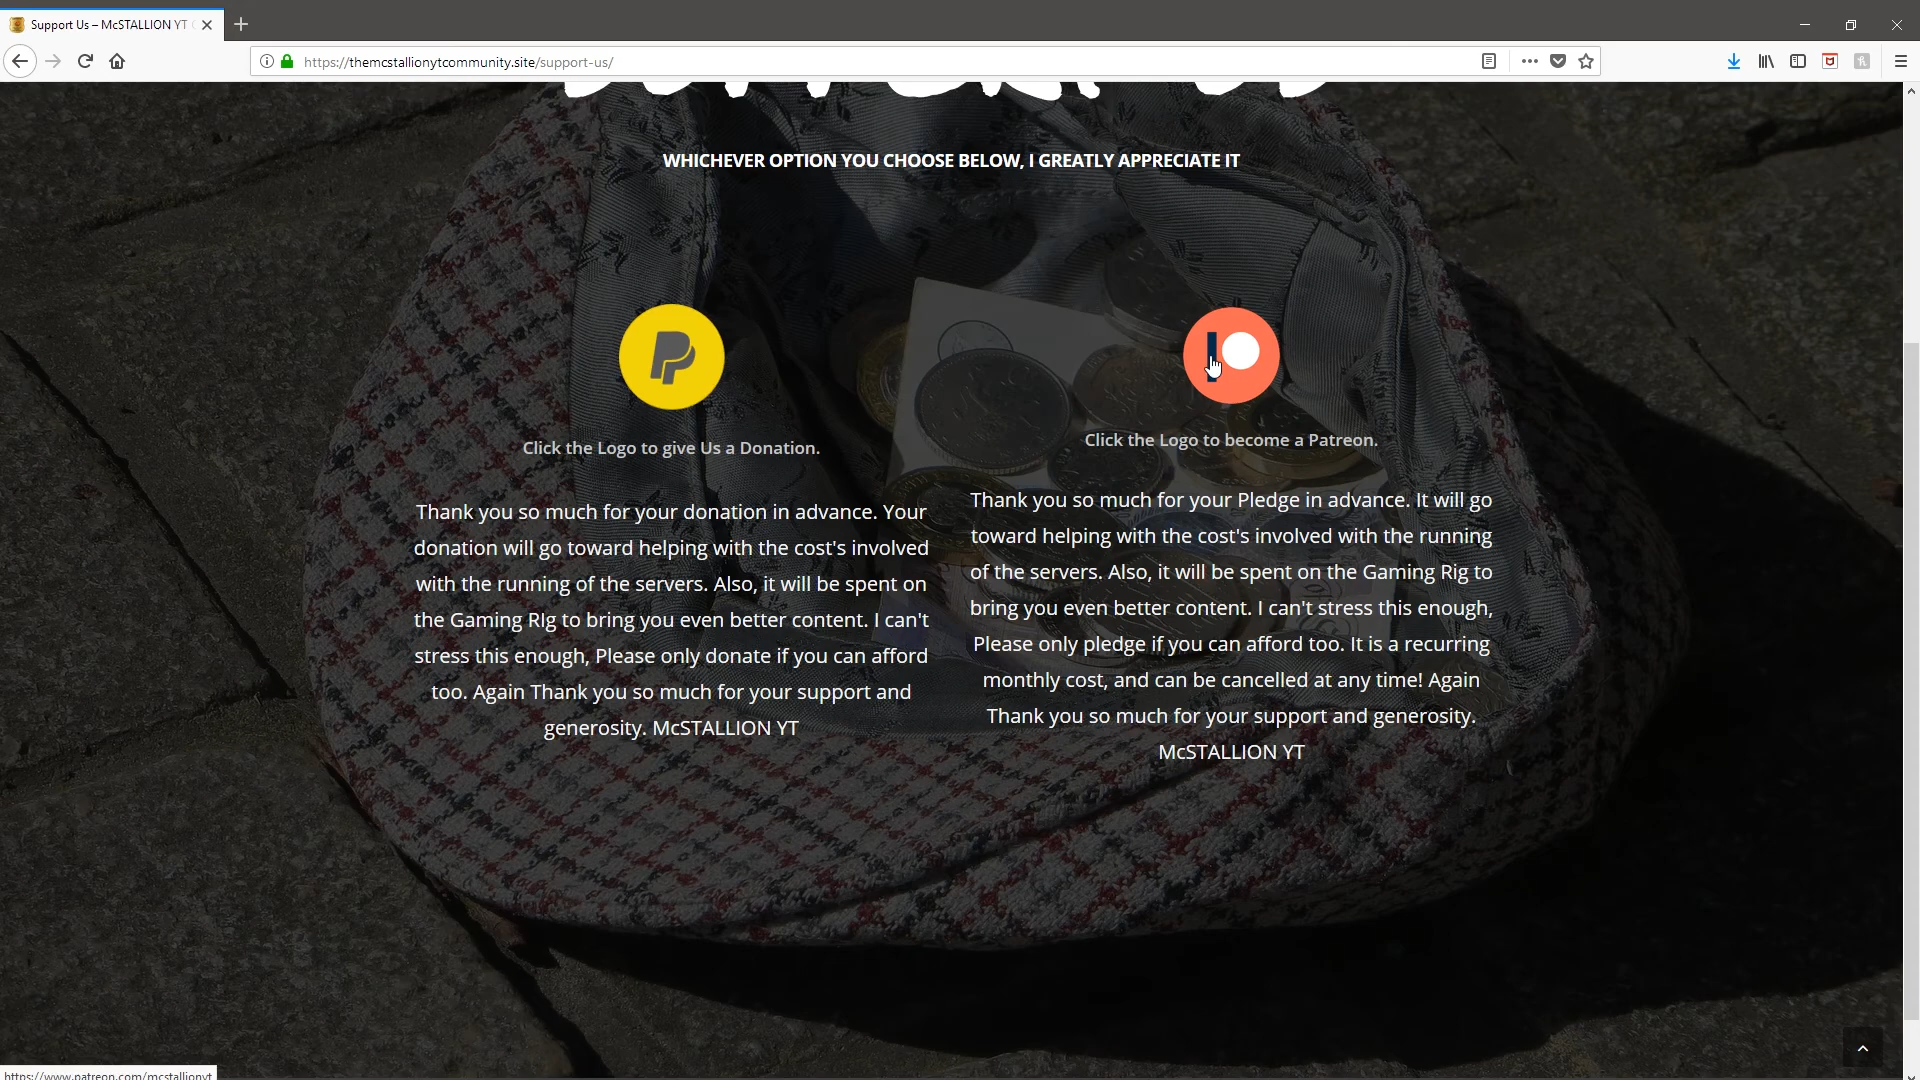 Support Us – McSTALLION YT
https://themcstallionytcommunity.site/support-us/
WHICHEVER OPTION YOU CHOOSE BELOW, I GREATLY APPRECIATE IT
Click the Logo to give Us a Donation.
Thank you so much for your donation in advance. Your
donation will go toward helping with the cost's involved
with the running of the servers. Also, it will be spent on
the Gaming RIg to bring you even better content. I can't
stress this enough, Please only donate if you can afford
too. Again Thank you so much for your support and
generosity. McSTALLION YT
Click the Logo to become a Patreon.
Thank you so much for your Pledge in advance. It will go
toward helping with the cost's involved with the running
of the servers. Also, it will be spent on the Gaming Rig to
bring you even better content. I can't stress this enough,
Please only pledge if you can afford too. It is a recurring
monthly cost, and can be cancelled at any time! Again
Thank you so much for your support and generosity.
McSTALLION YT
https://www.patreon.com/mcstallionyt